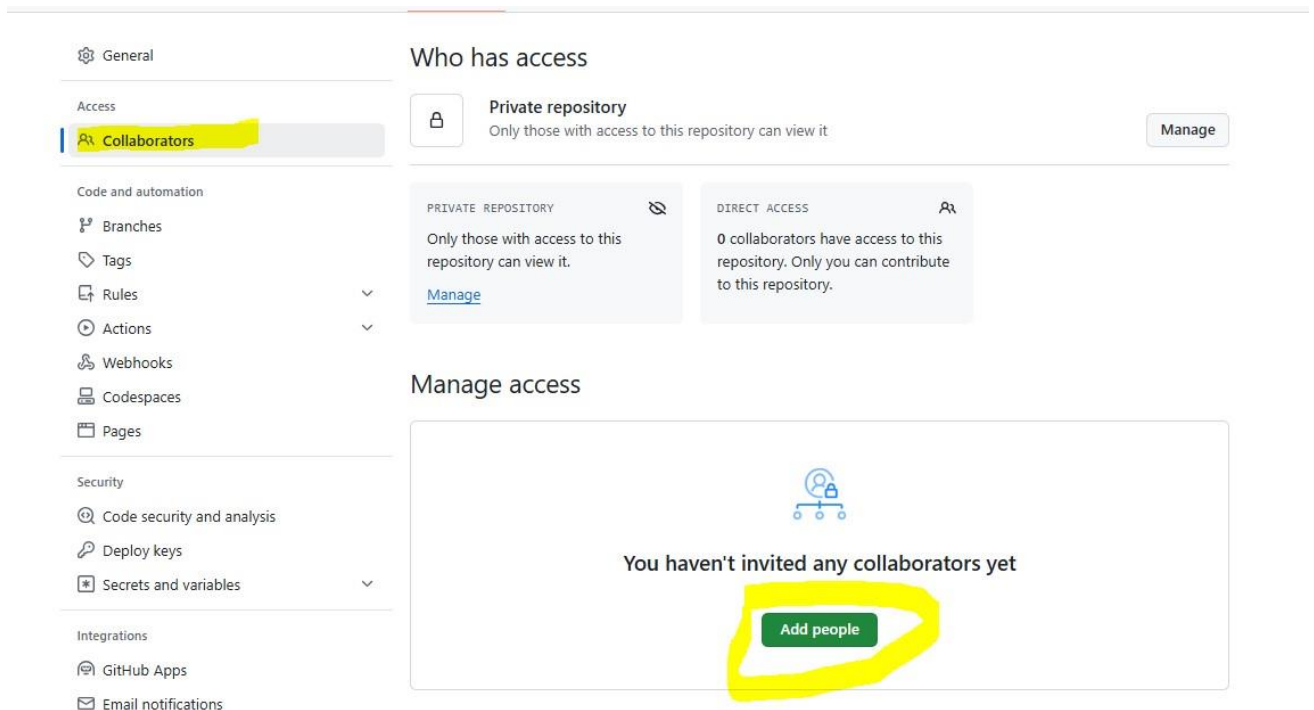 General
Access
Collaborators
Code and automation
Branches
Tags
Rules
Actions
Webhooks
Codespaces
Pages
Security
Code security and analysis
Deploy keys
Secrets and variables
Integrations
GitHub Apps
Email notifications
Who has access
Private repository
Only those with access to this repository can view it
Manage
PRIVATE REPOSITORY
Only those with access to this
repository can view it.
Manage
DIRECT ACCESS
0 collaborators have access to this
repository. Only you can contribute
to this repository.
Manage access
You haven't invited any collaborators yet
Add people